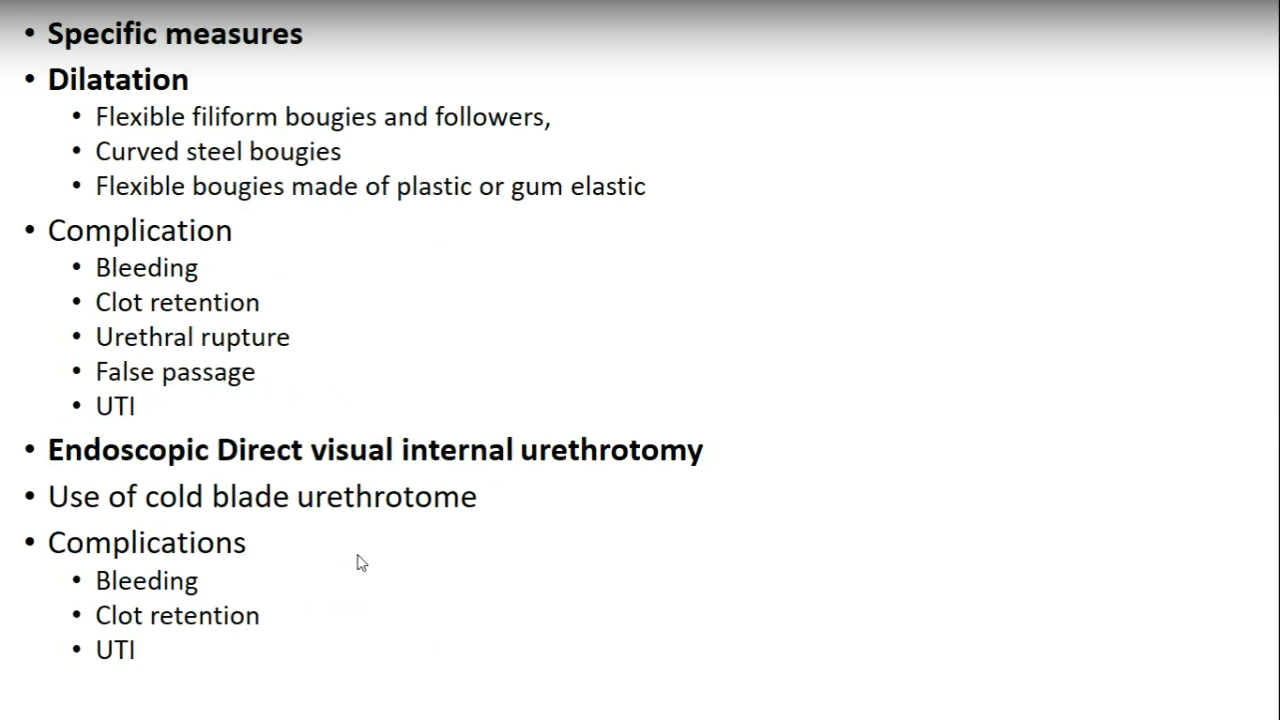 • Specific measures
• Dilatation
• Flexible filiform bougies and followers,
• Curved steel bougies
• Flexible bougies made of plastic or gum elastic
• Complication
• Bleeding
• Clot retention
• Urethral rupture
• False passage
• UTI
• Endoscopic Direct visual internal urethrotomy
• Use of cold blade urethrotome
• Complications
• Bleeding
• Clot retention
• UTI